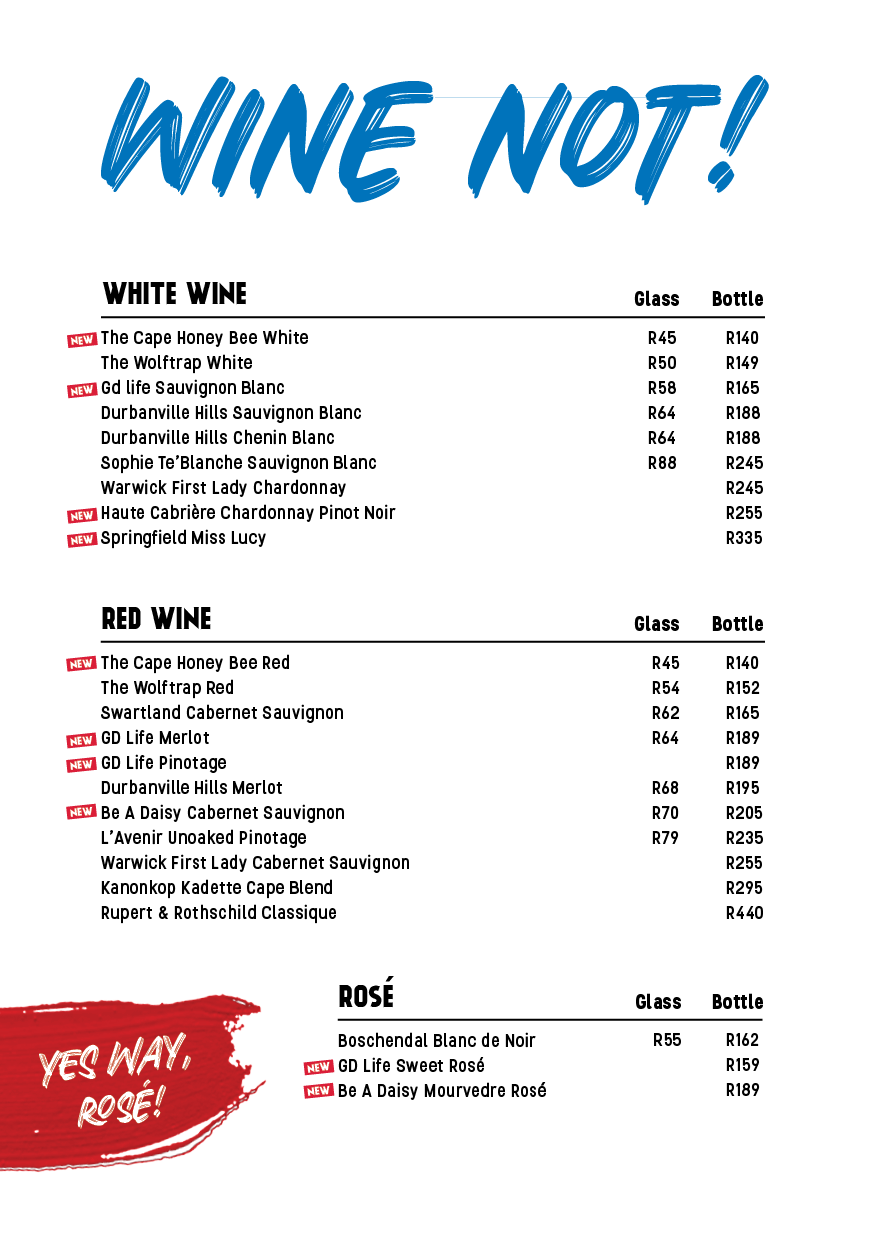 WINE NOT!
WHITE WINE Glass Bottle
NEW The Cape Honey Bee White R45 R140
The Wolftrap White R50 R149
NEW Gd life Sauvignon Blanc R58 R165
Durbanville Hills Sauvignon Blanc R64 R188
Durbanville Hills Chenin Blanc R64 R188
Sophie Te'Blanche Sauvignon Blanc R88 R245
Warwick First Lady Chardonnay R245
NEW Haute Cabrière Chardonnay Pinot Noir R255
NEW Springfield Miss Lucy R335
RED WINE Glass Bottle
NEW The Cape Honey Bee Red R45 R140
The Wolftrap Red R54 R152
Swartland Cabernet Sauvignon R62 R165
NEW GD Life Merlot R64 R189
NEW GD Life Pinotage R189
Durbanville Hills Merlot R68 R195
NEW Be A Daisy Cabernet Sauvignon R70 R205
L'Avenir Unoaked Pinotage R79 R235
Warwick First Lady Cabernet Sauvignon R255
Kanonkop Kadette Cape Blend R295
Rupert & Rothschild Classique R440
ROSÉ Glass Bottle
Boschendal Blanc de Noir R55 R162
NEW GD Life Sweet Rosé R159
NEW Be A Daisy Mourvedre Rosé R189
YES WAY,
ROSÉ!